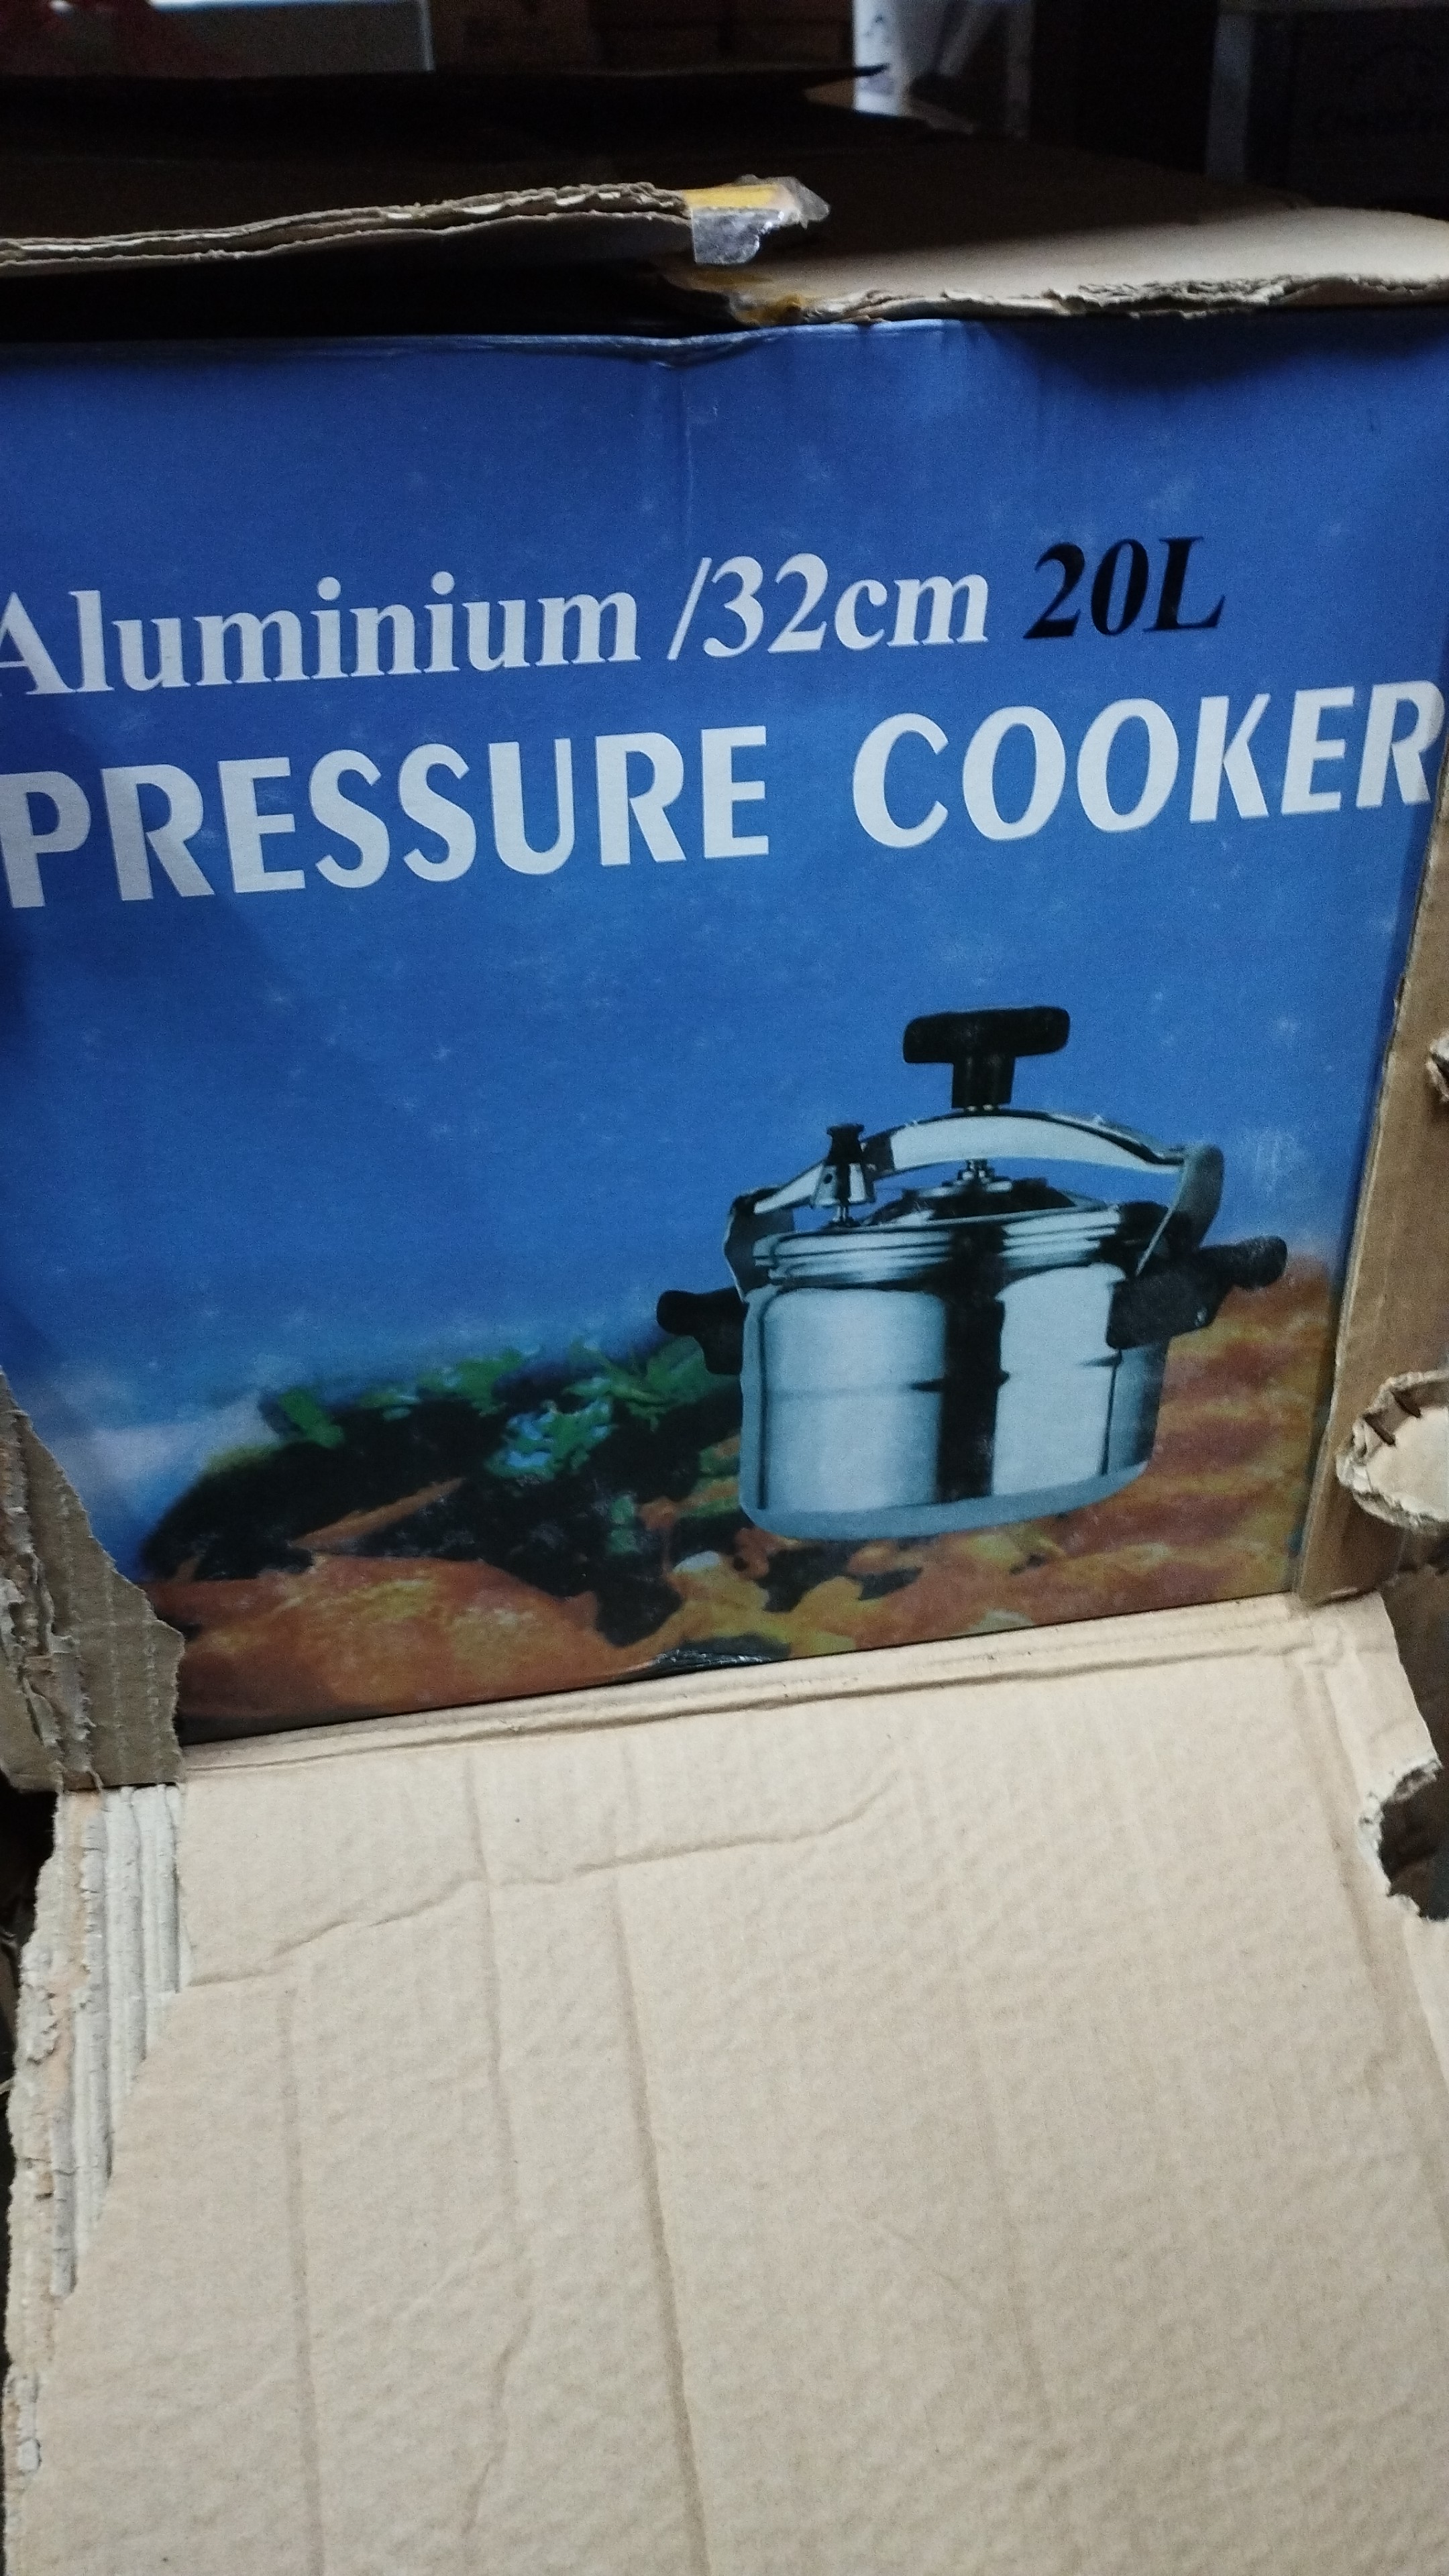 Aluminium /32cm 20L
PRESSURE COOKER